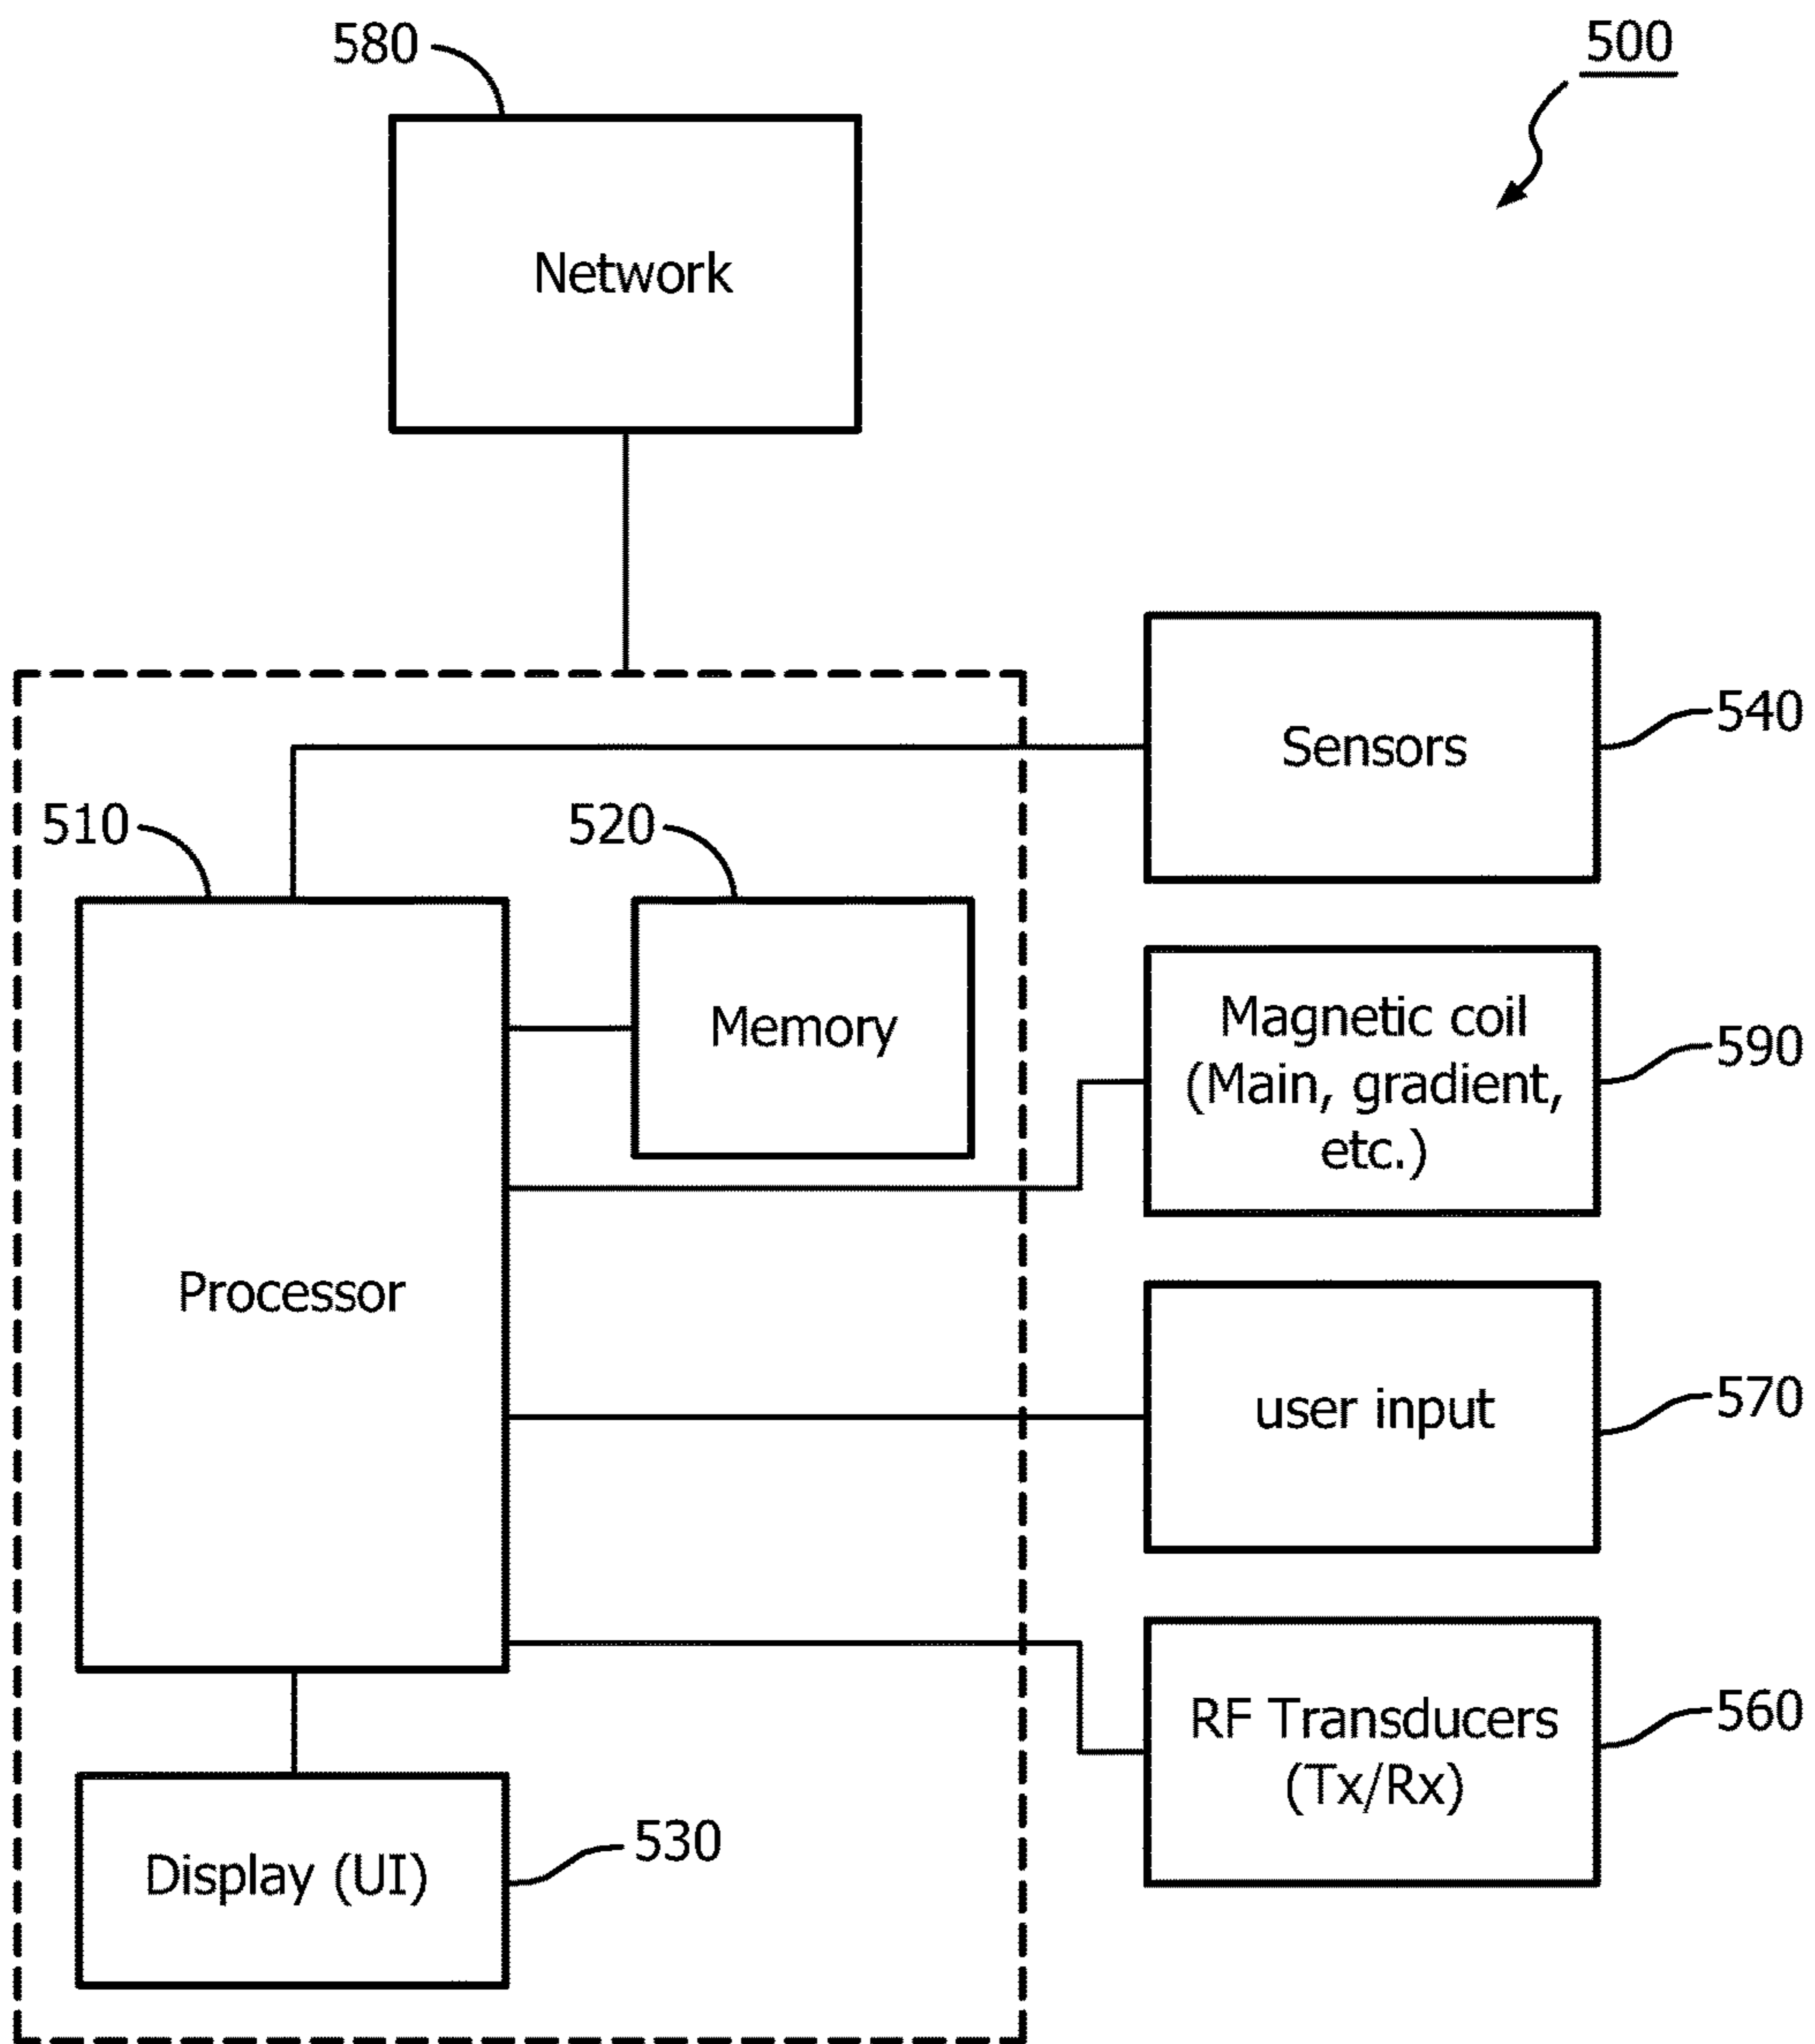 580
500
Network
Sensors
540
510
520
Memory
Magnetic coil
(Main, gradient,
etc.)
590
Processor
user input
570
RF Transducers
(Tx/Rx)
560
Display (UI)
530